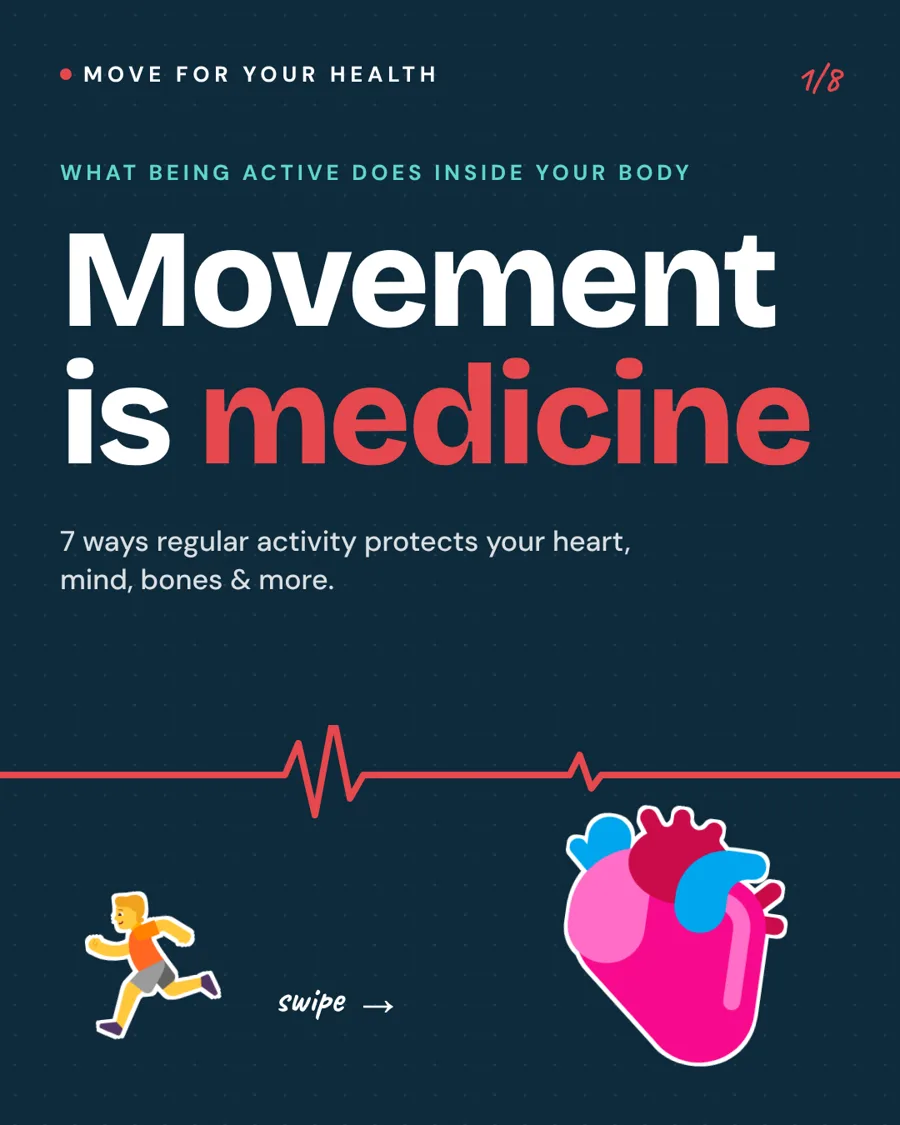 MOVE FOR YOUR HEALTH
1/8
WHAT BEING ACTIVE DOES INSIDE YOUR BODY
Movement
is medicine
7 ways regular activity protects your heart,
mind, bones & more.
swipe →